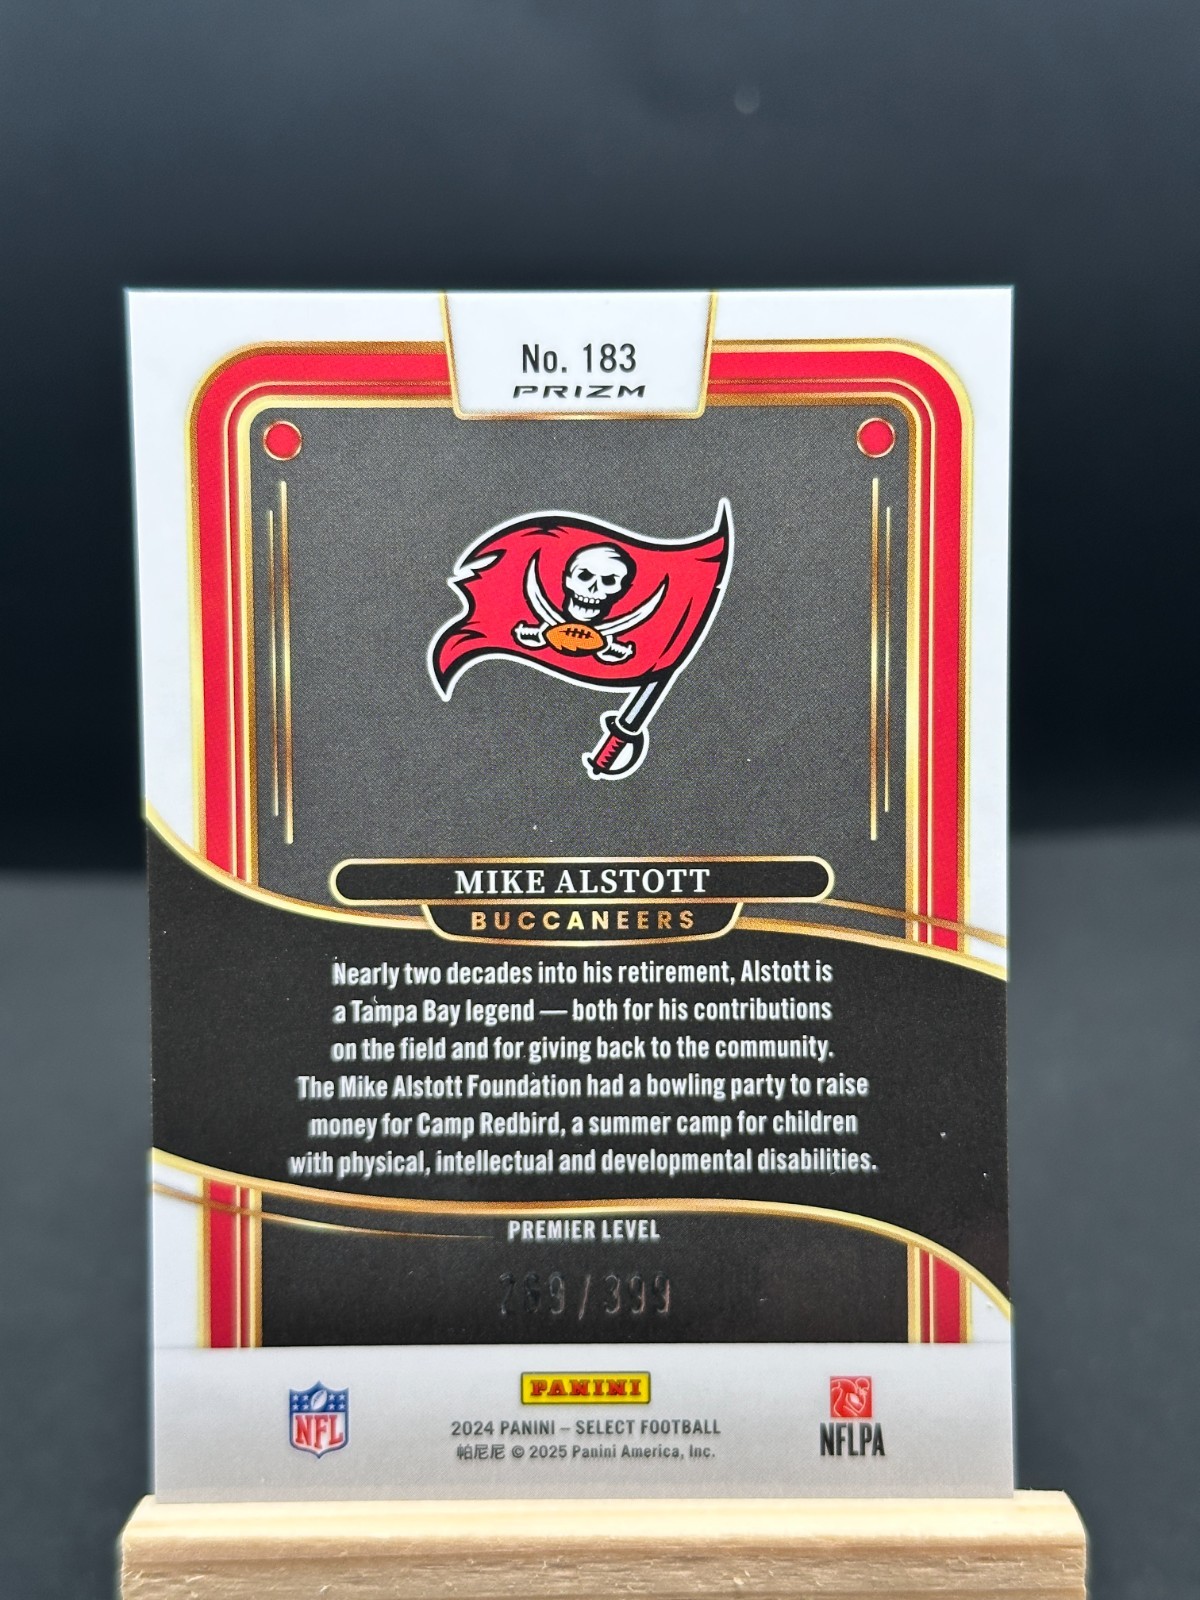 No. 183
PRIZM
MIKE ALSTOTT
BUCCANEERS
Nearly two decades into his retirement, Alstott is
a Tampa Bay legend — both for his contributions
on the field and for giving back to the community.
The Mike Alstott Foundation had a bowling party to raise
money for Camp Redbird, a summer camp for children
with physical, intellectual and developmental disabilities.
PREMIER LEVEL
269/399
PANINI
NFL
NFLPA
2024 PANINI – SELECT FOOTBALL
帕尼尼 © 2025 Panini America, Inc.